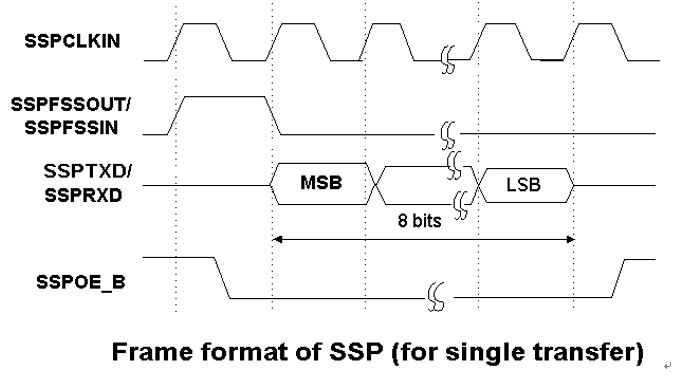 SSPCLKIN
SSPFSSOUT/
SSPFSSIN
SSPTXD/
SSPRXD
MSB
LSB
8 bits
SSPOE_B
Frame format of SSP (for single transfer)